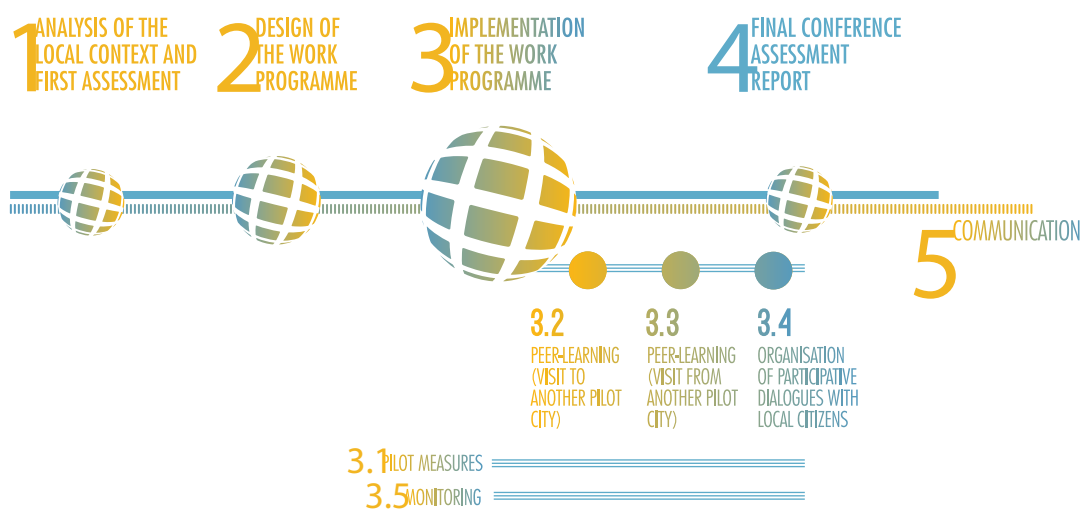 1 ANALYSIS OF THE
LOCAL CONTEXT AND
FIRST ASSESSMENT
2 DESIGN OF
THE WORK
PROGRAMME
3 IMPLEMENTATION
OF THE WORK
PROGRAMME
4 FINAL CONFERENCE
ASSESSMENT
REPORT
5 COMMUNICATION
3.2
PEER-LEARNING
(VISIT TO
ANOTHER PILOT
CITY)
3.3
PEER-LEARNING
(VISIT FROM
ANOTHER PILOT
CITY)
3.4
ORGANISATION
OF PARTICIPATIVE
DIALOGUES WITH
LOCAL CITIZENS
3.1 PILOT MEASURES
3.5 MONITORING